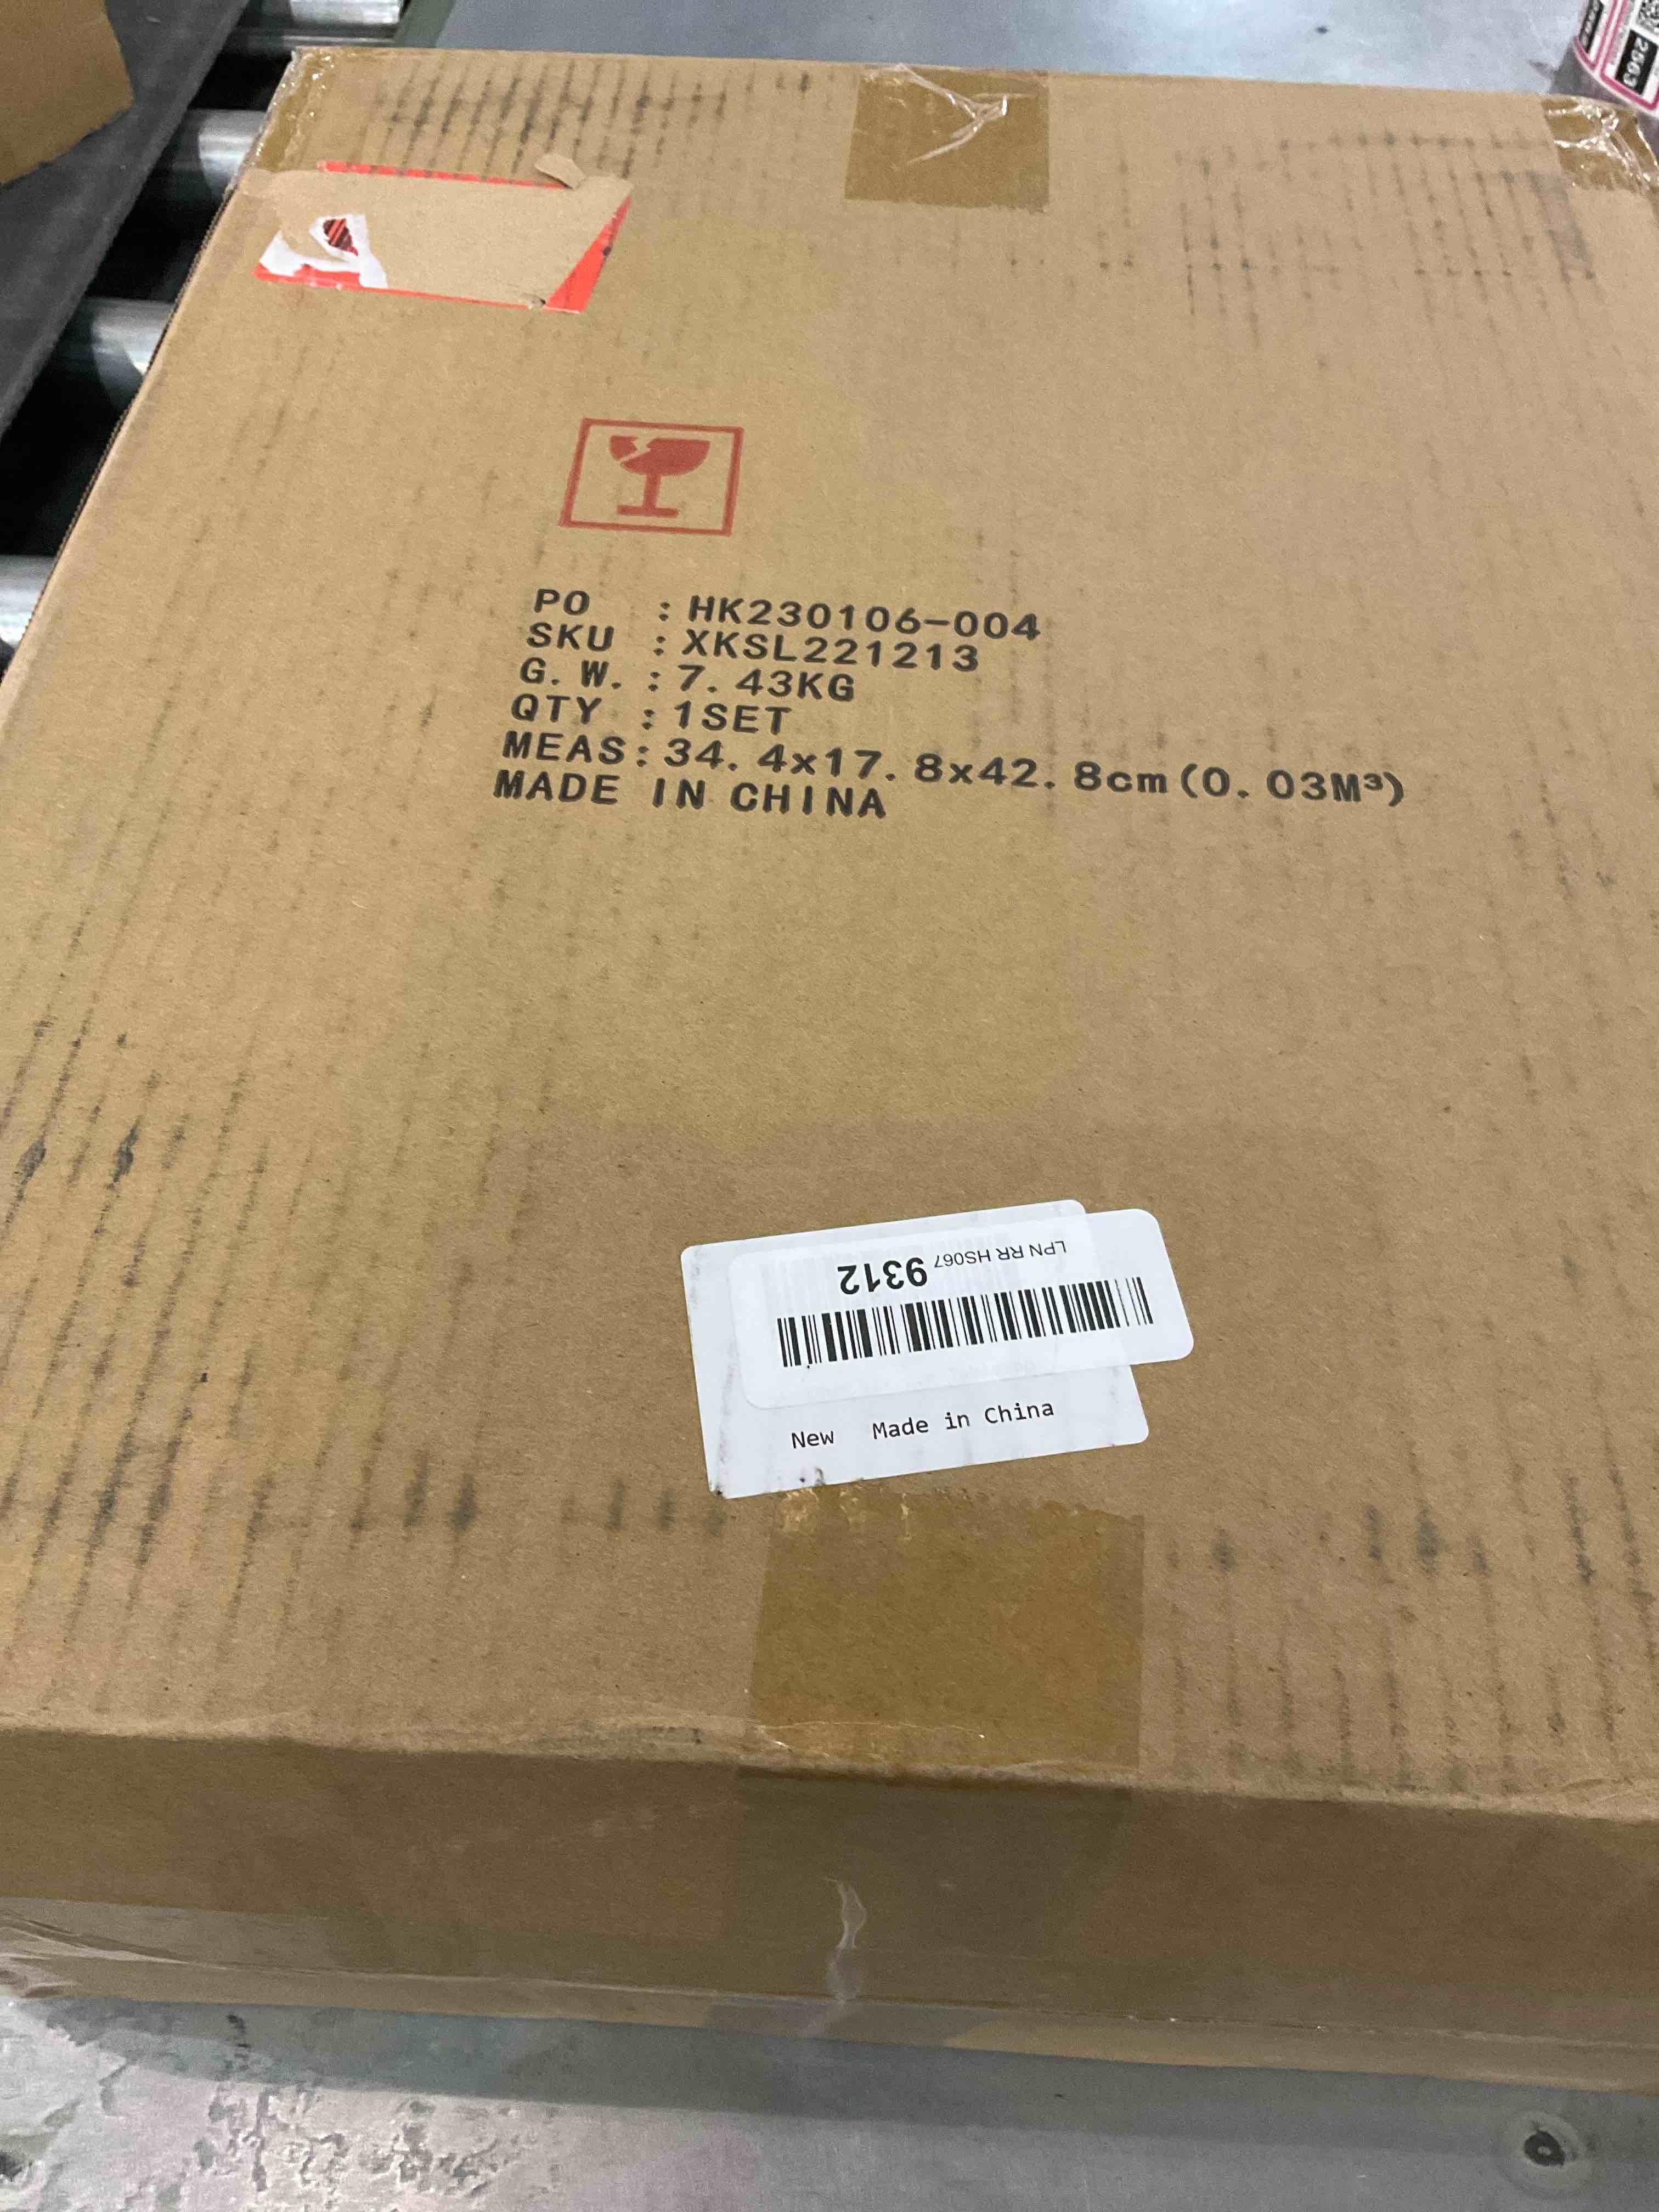 PO : HK230106-004
SKU : XKSL221213
G. W. : 7. 43KG
QTY : 1SET
MEAS: 34. 4x17. 8x42. 8cm (0. 03M³)
MADE IN CHINA
LPN RR HS067 9312
New Made in China
2563